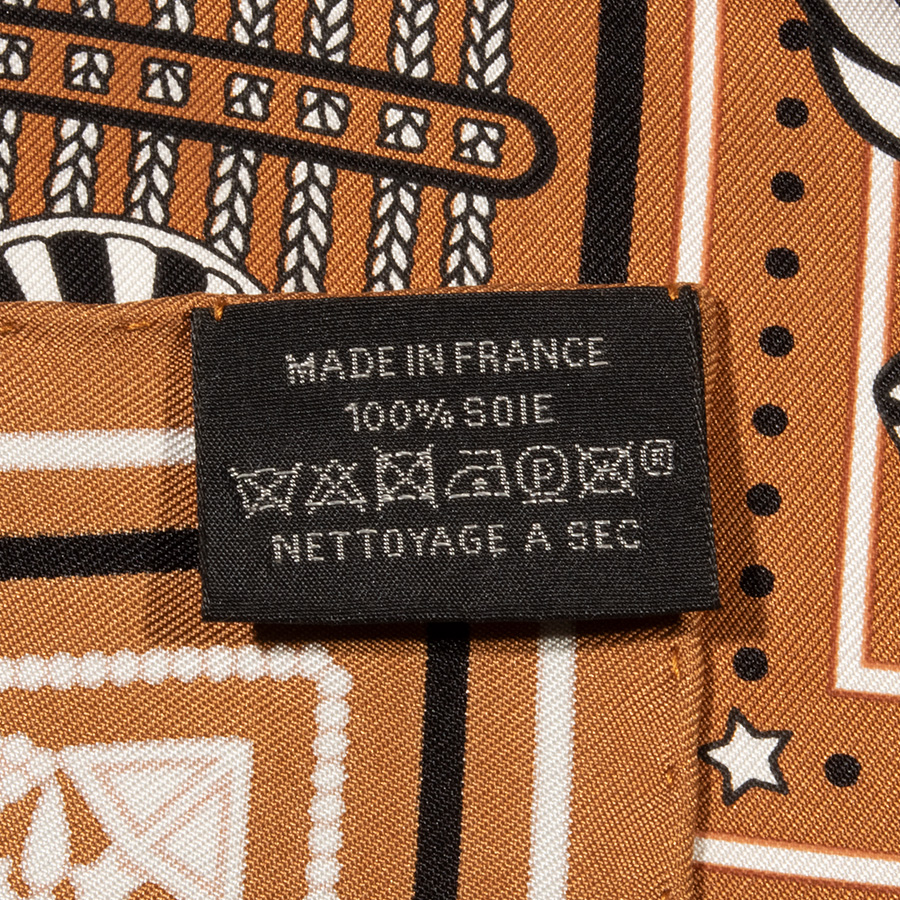 MADE IN FRANCE
100% SOIE
P ®
NETTOYAGE A SEC